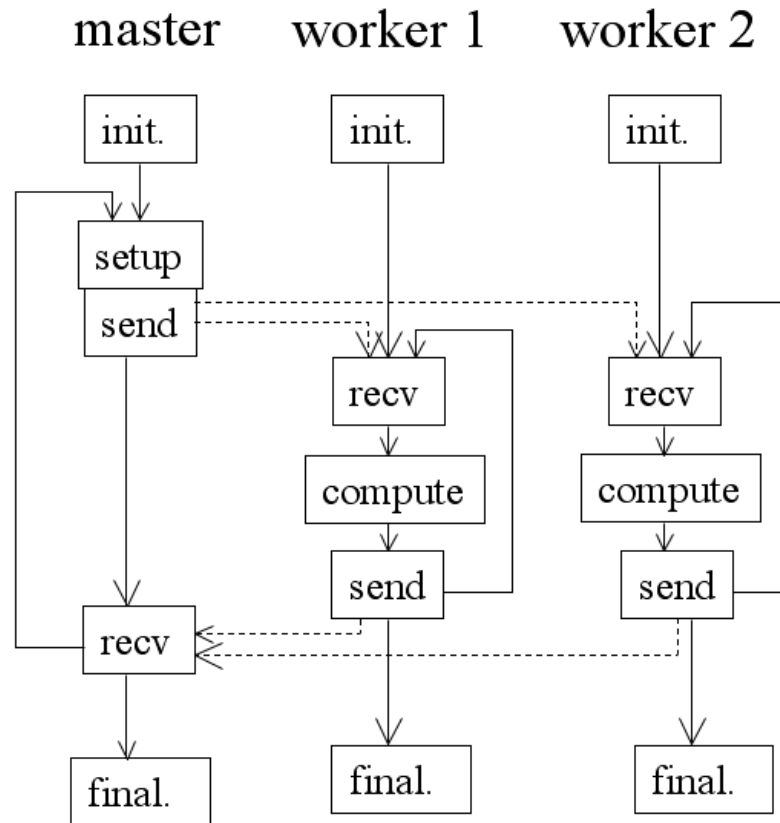 master worker 1 worker 2
init. init. init.
setup
send
recv recv
compute compute
send send
recv
final. final. final.